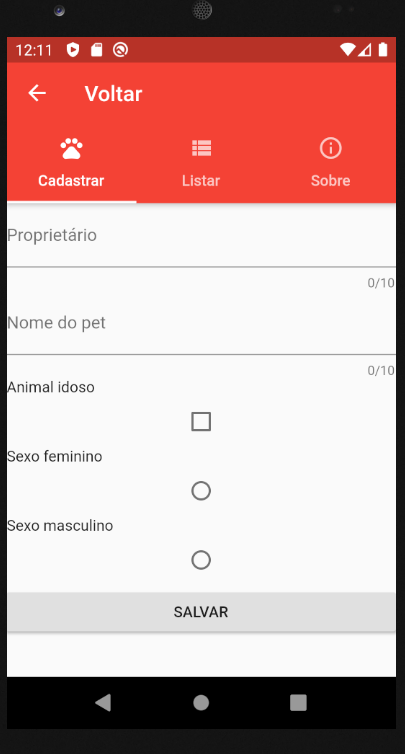 12:11
Voltar
Cadastrar
Listar
Sobre
Proprietário
0/10
Nome do pet
0/10
Animal idoso
Sexo feminino
Sexo masculino
SALVAR